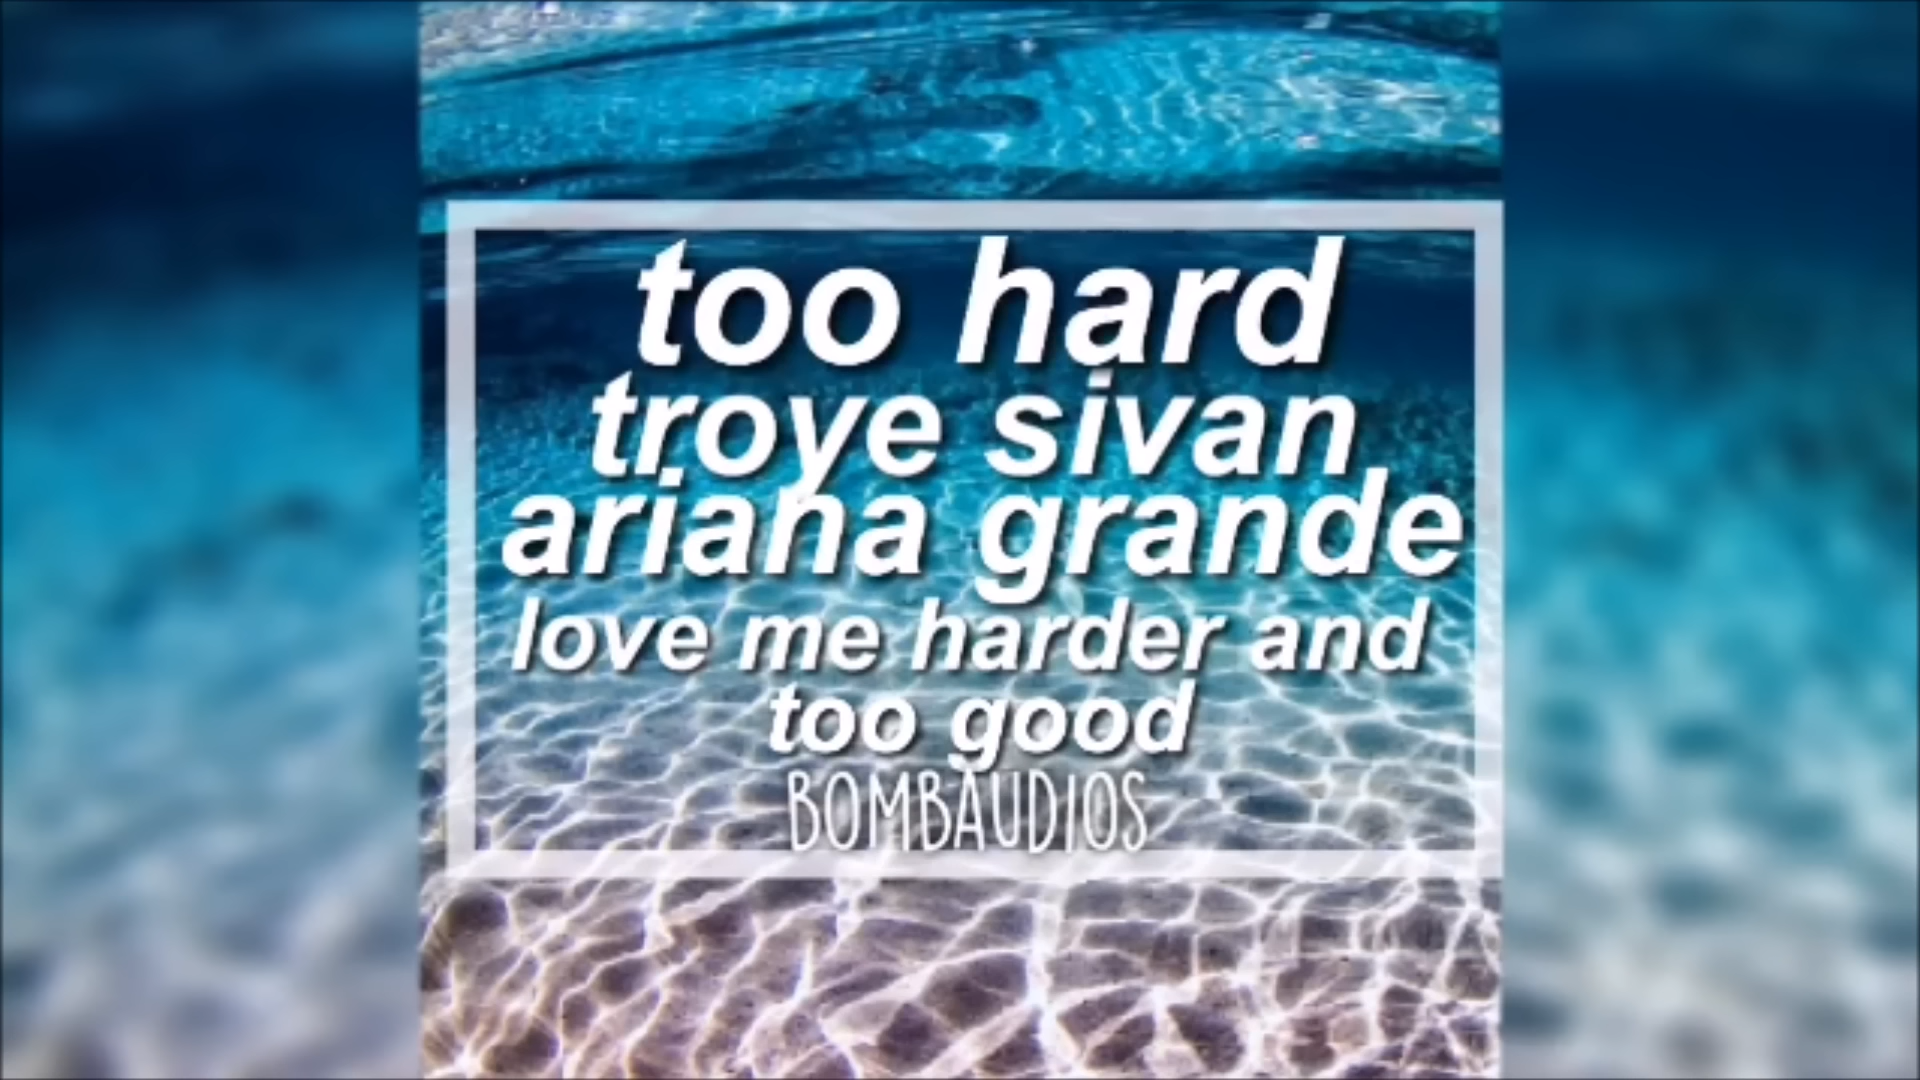 too hard
troye sivan
ariana grande
love me harder and
too good
BOMBAUDIOS